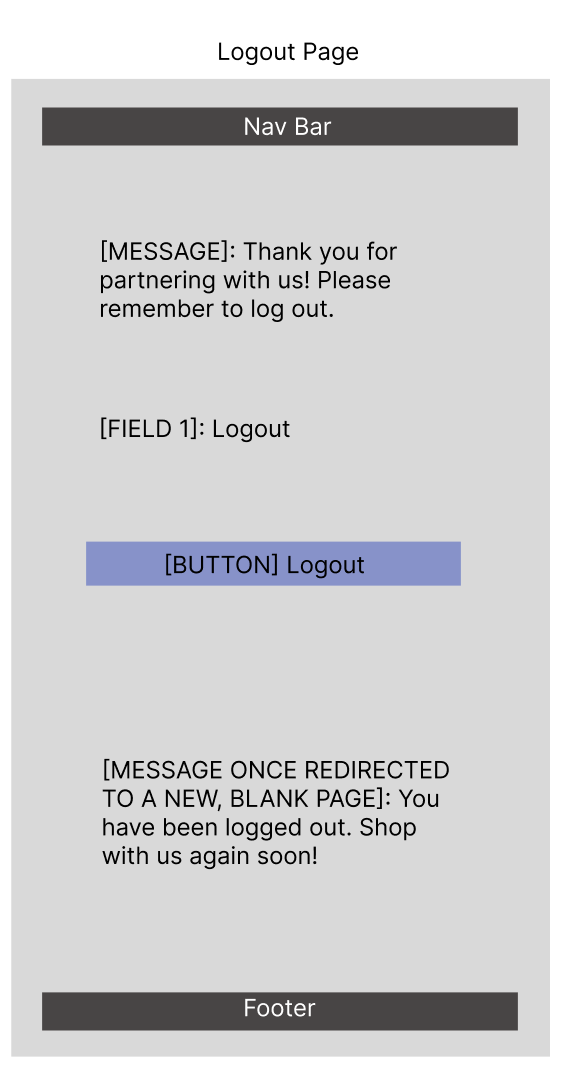 Logout Page
Nav Bar
[MESSAGE]: Thank you for
partnering with us! Please
remember to log out.
[FIELD 1]: Logout
[BUTTON] Logout
[MESSAGE ONCE REDIRECTED
TO A NEW, BLANK PAGE]: You
have been logged out. Shop
with us again soon!
Footer